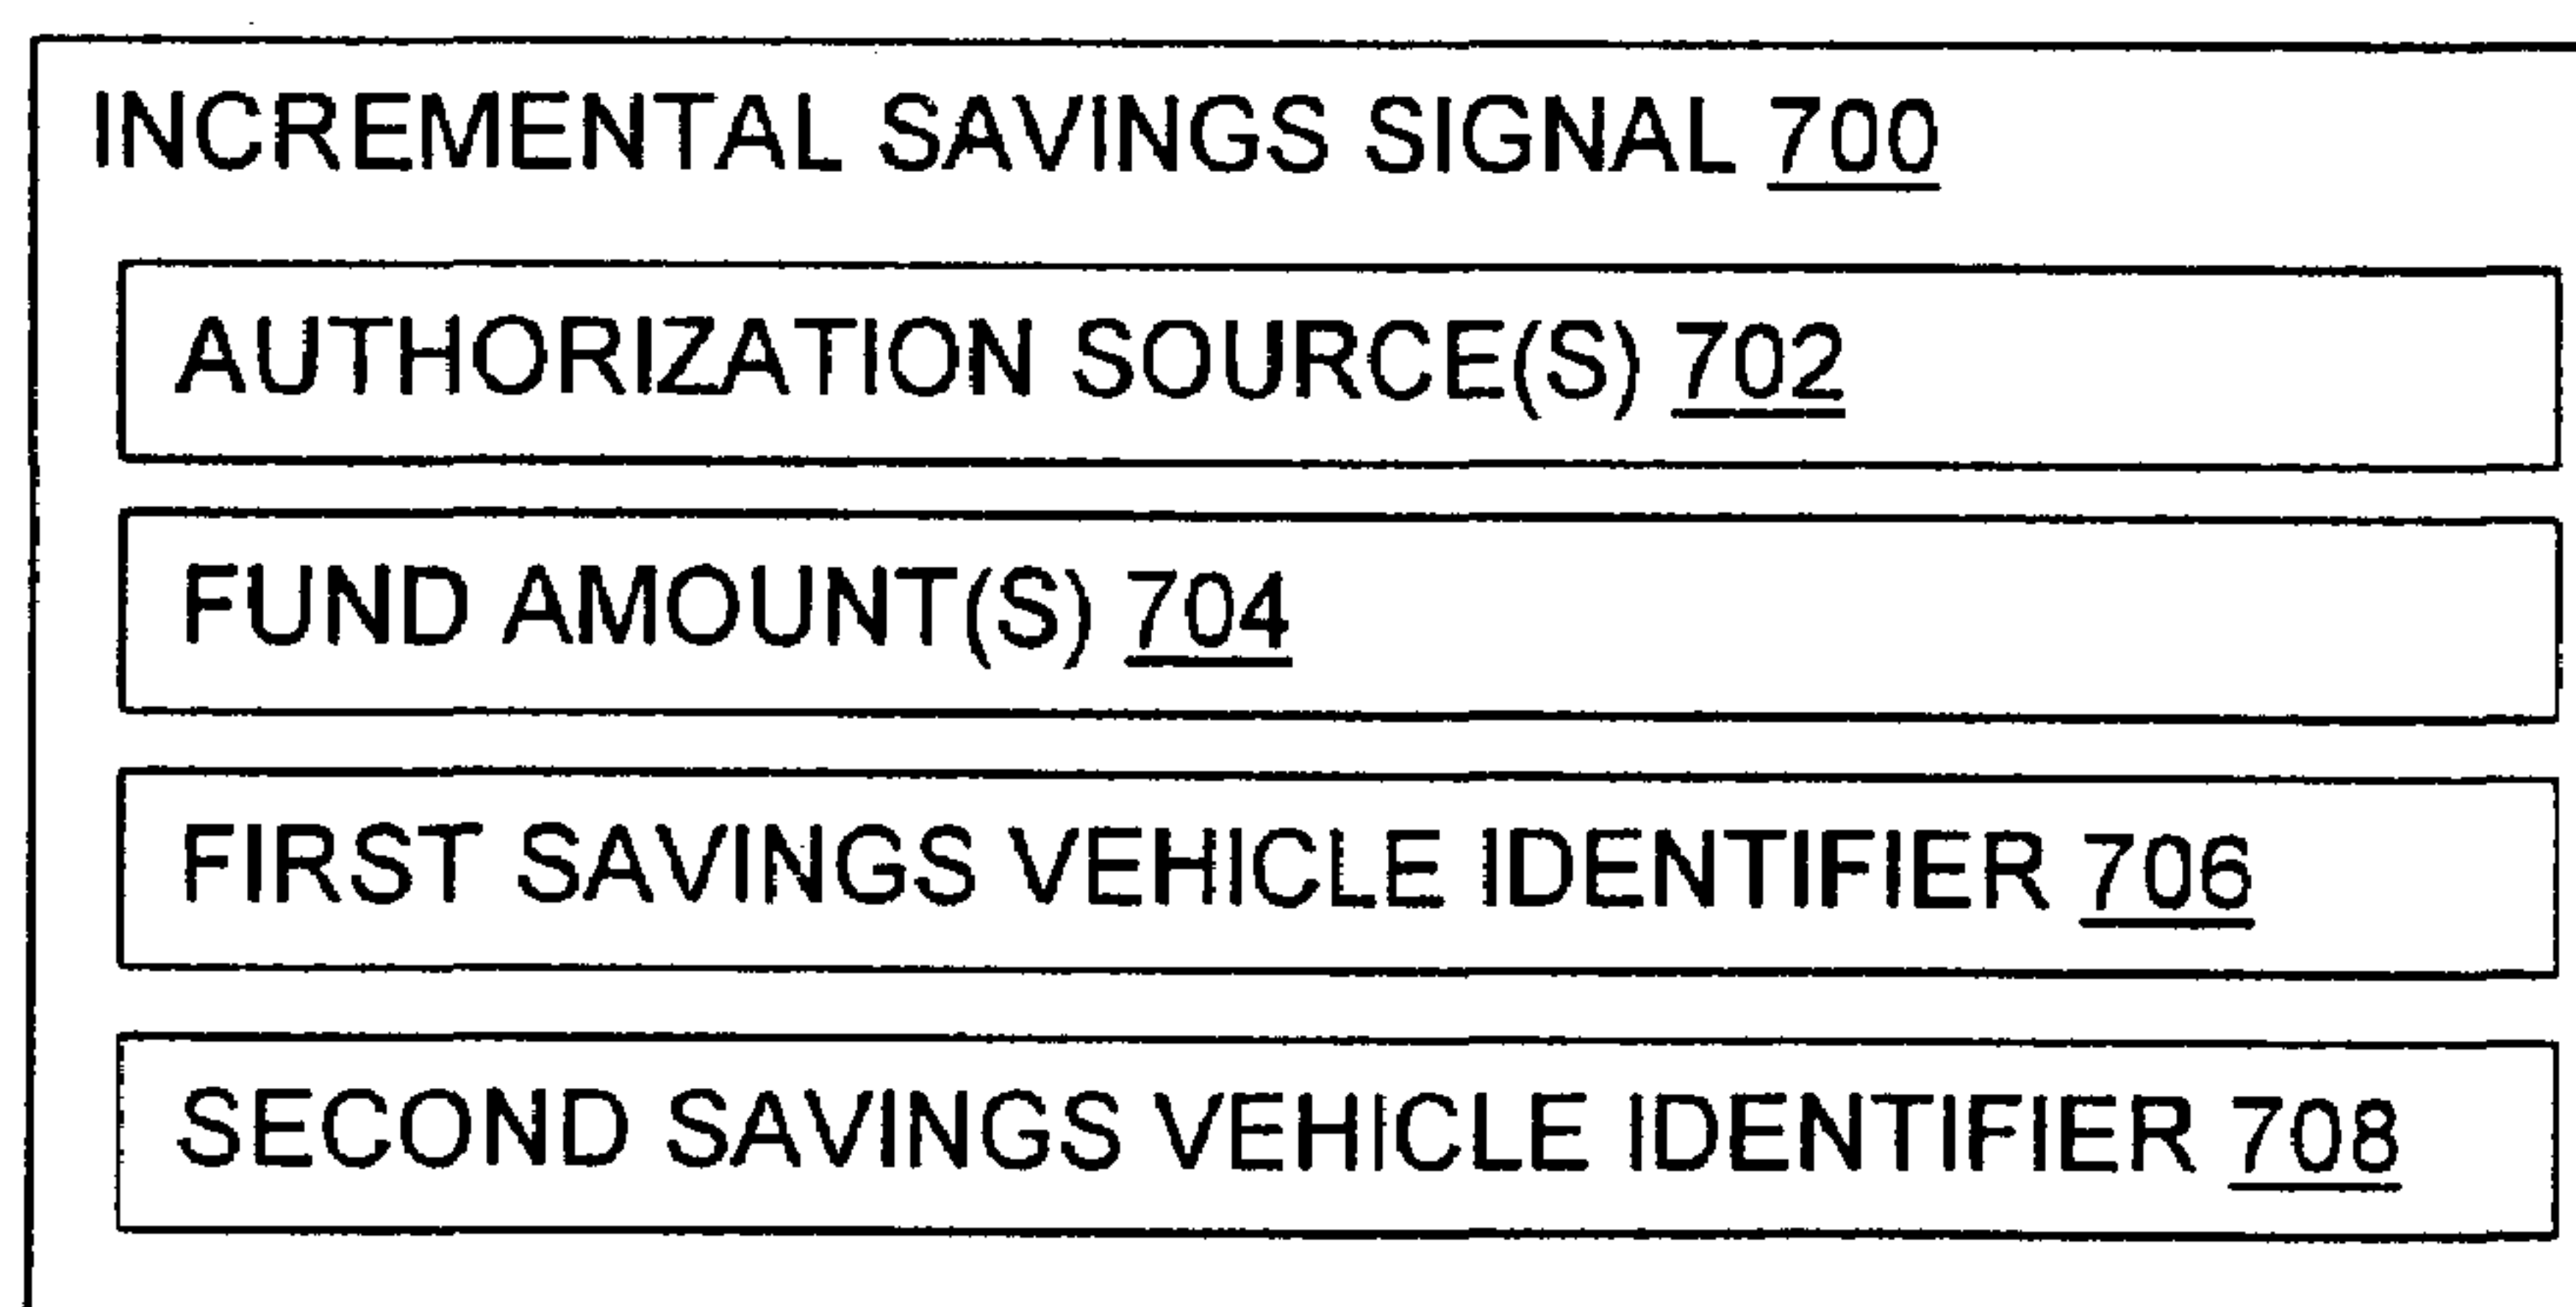 INCREMENTAL SAVINGS SIGNAL 700
AUTHORIZATION SOURCE(S) 702
FUND AMOUNT(S) 704
FIRST SAVINGS VEHICLE IDENTIFIER 706
SECOND SAVINGS VEHICLE IDENTIFIER 708